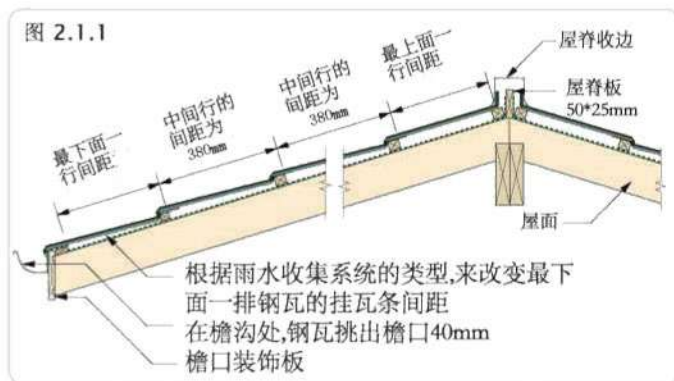 图 2.1.1
最下面一
行间距
中间行的
间距为
380mm
中间行的
间距为
380mm
最上面一
行间距
屋脊收边
屋脊板
50*25mm
屋面
根据雨水收集系统的类型,来改变最下
面一排钢瓦的挂瓦条间距
在檐沟处,钢瓦挑出檐口40mm
檐口装饰板